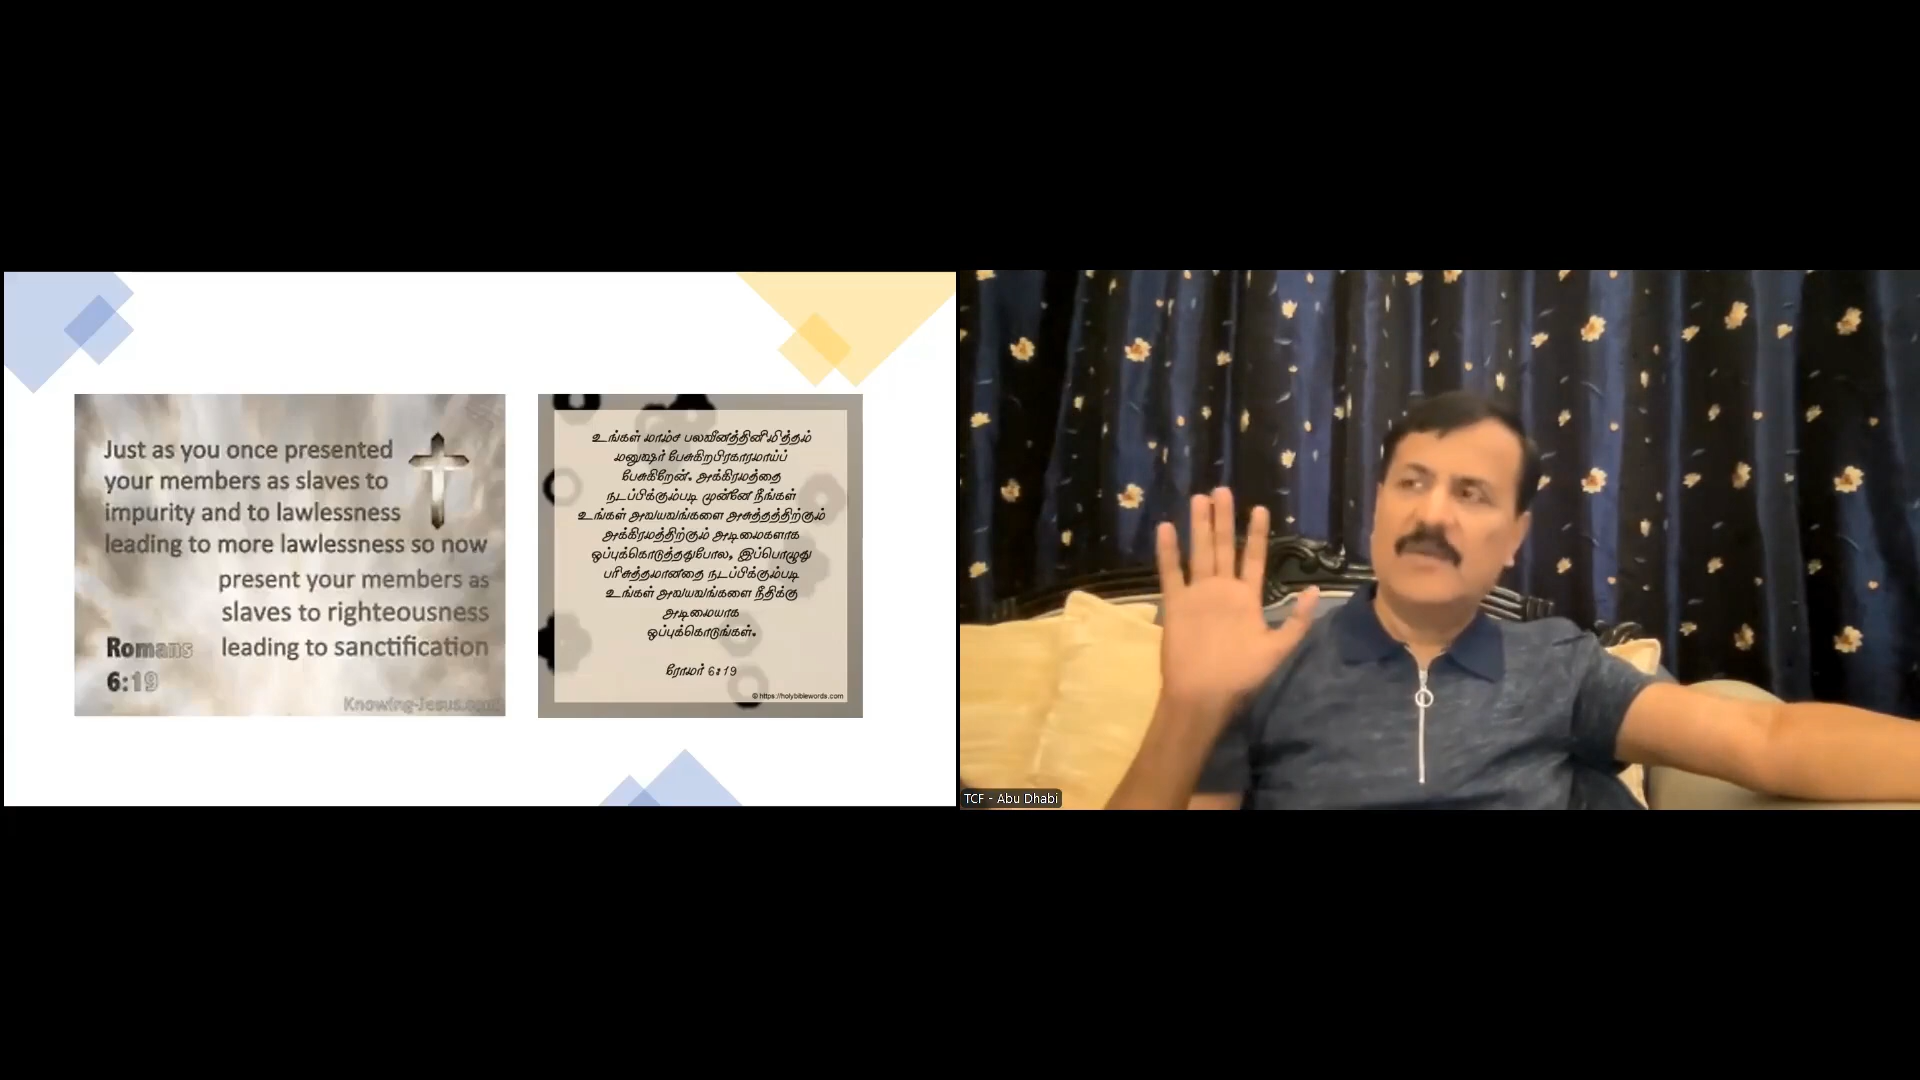 Just as you once presented
your members as slaves to
impurity and to lawlessness
leading to more lawlessness so now
present your members as
slaves to righteousness
leading to sanctification
Romans
6:19
Knowing-Jesus.com
உங்கள் மாம்ச பலவீனத்தினிமித்தம்
மனுஷர் பேசுகிறபிரகாரமாய்ப்
பேசுகிறேன். அக்கிரமத்தை
நடப்பிக்கும்படி முன்னே நீங்கள்
உங்கள் அவயவங்களை அசுத்தத்திற்கும்
அக்கிரமத்திற்கும் அடிமைகளாக
ஒப்புக்கொடுத்ததுபோல, இப்பொழுது
பரிசுத்தமானதை நடப்பிக்கும்படி
உங்கள் அவயவங்களை நீதிக்கு
அடிமையாக
ஒப்புக்கொடுங்கள்.
ரோமர் 6:19
© https://holybiblewords.com
TCF - Abu Dhabi